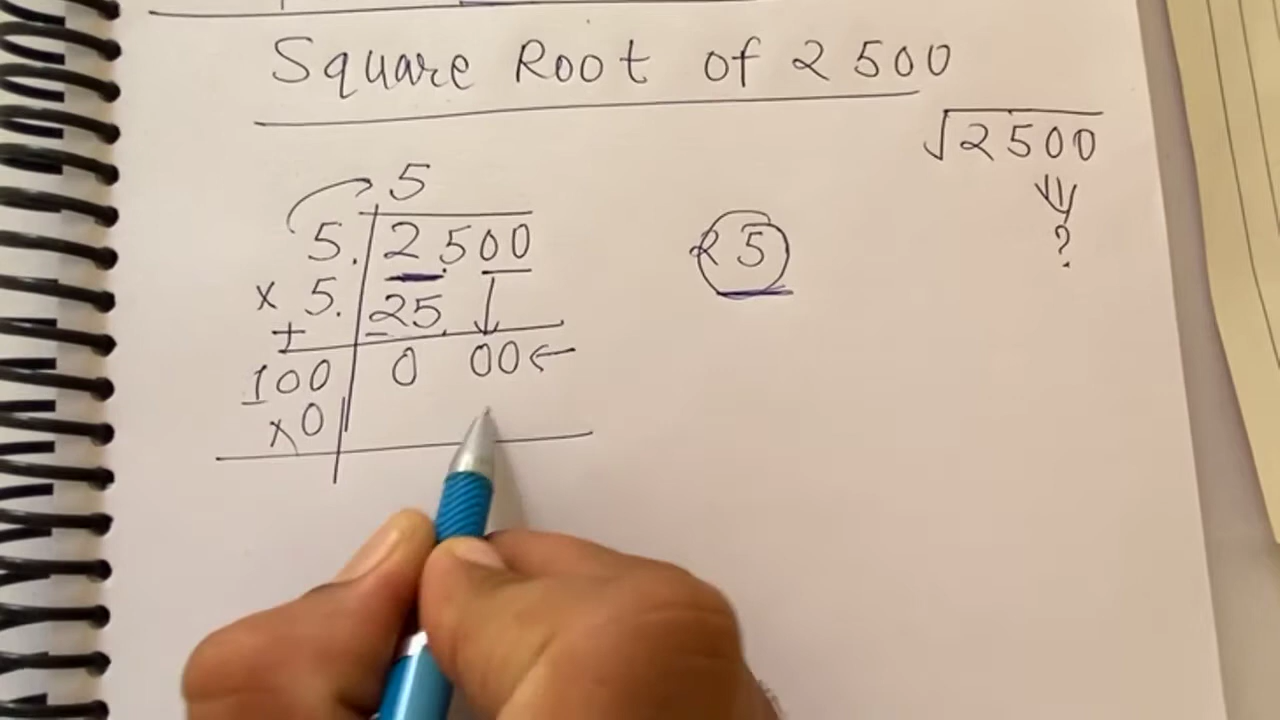 Square Root of 2500
√2500
?
5
5. 2500
x 5. 25
+
100 0 00←
x0
25